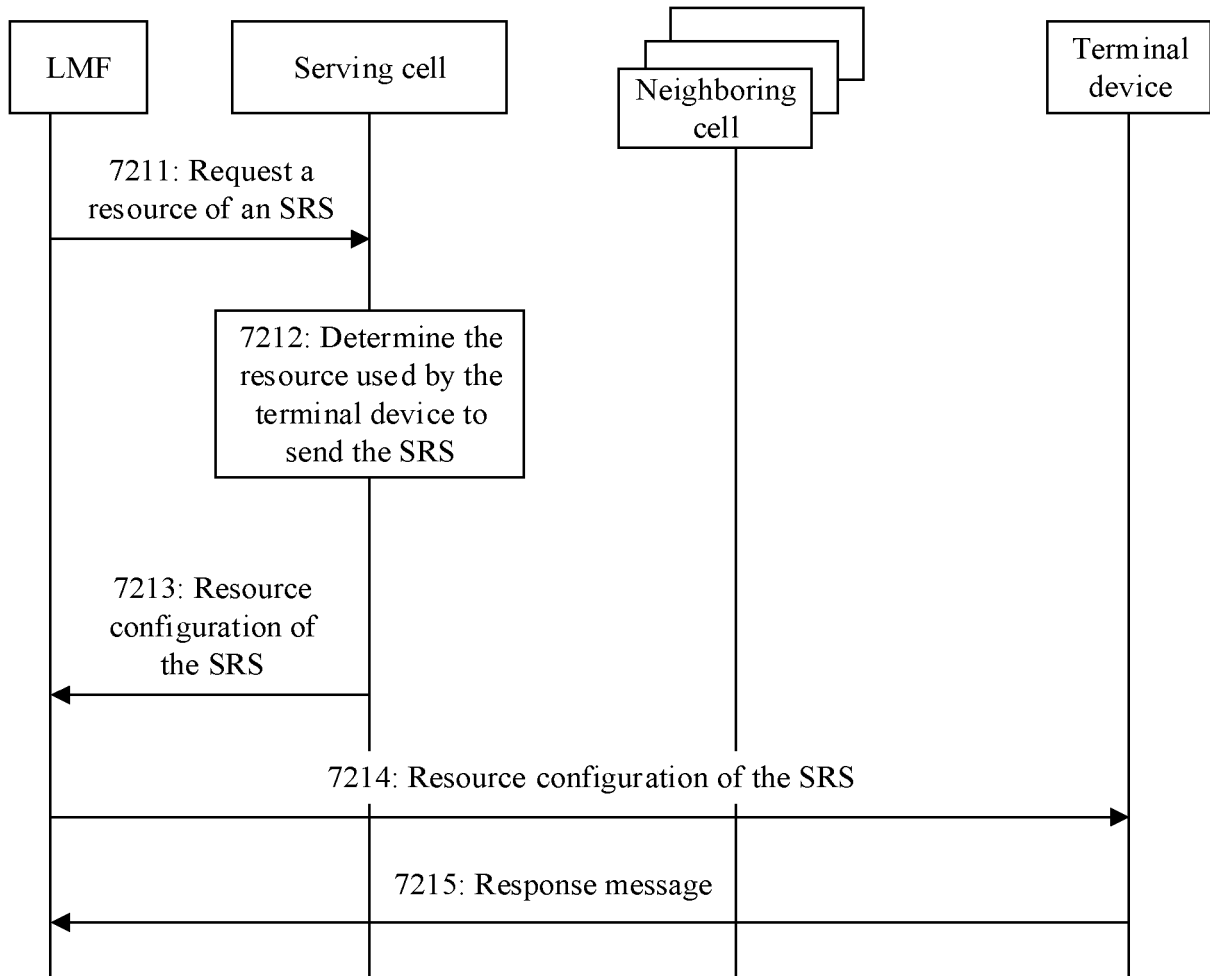 LMF
Serving cell
Neighboring
cell
Terminal
device
7211: Request a
resource of an SRS
7212: Determine the
resource used by the
terminal device to
send the SRS
7213: Resource
configuration of
the SRS
7214: Resource configuration of the SRS
7215: Response message